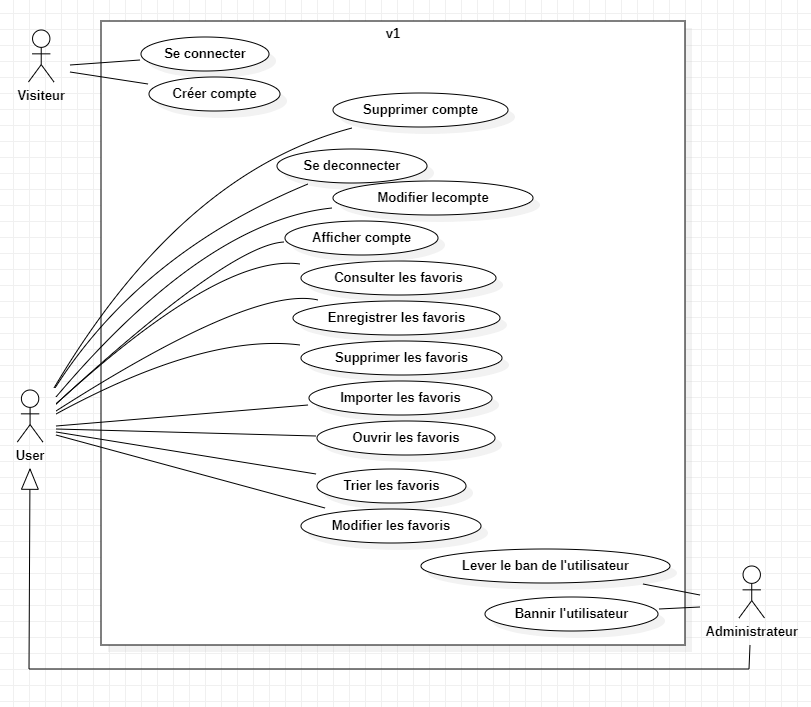 v1
Se connecter
Visiteur
Créer compte
Supprimer compte
Se deconnecter
Modifier lecompte
Afficher compte
Consulter les favoris
Enregistrer les favoris
Supprimer les favoris
Importer les favoris
Ouvrir les favoris
User
Trier les favoris
Modifier les favoris
Lever le ban de l'utilisateur
Bannir l'utilisateur
Administrateur